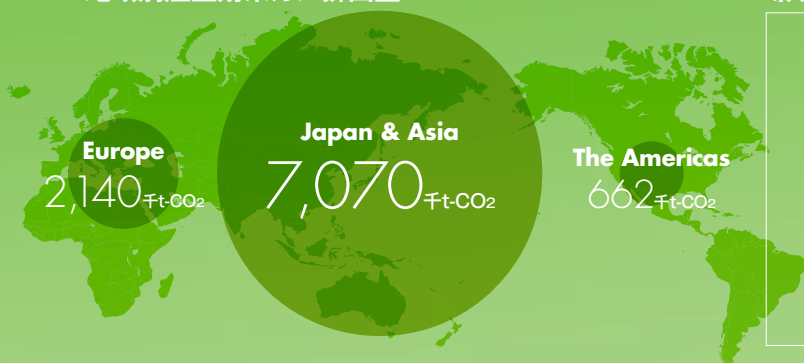 Japan & Asia
7,070千t-CO₂
Europe
2,140千t-CO₂
The Americas
662千t-CO₂